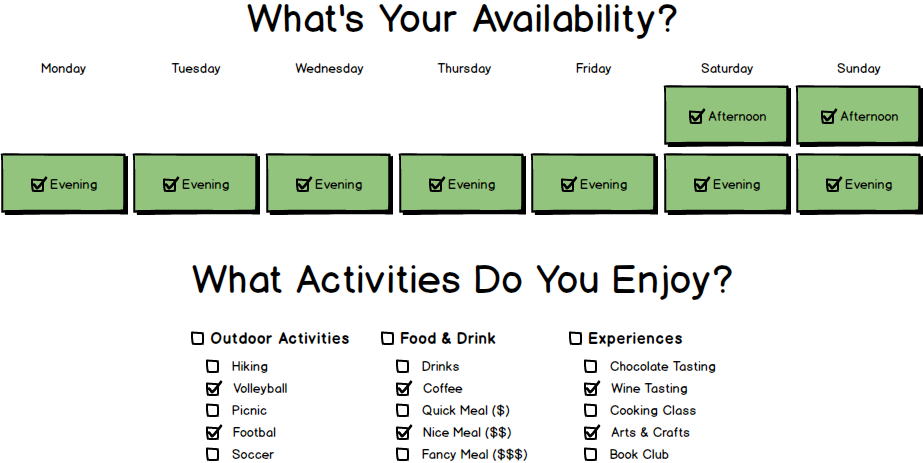 What's Your Availability?
Monday Tuesday Wednesday Thursday Friday Saturday Sunday
Afternoon Afternoon
Evening Evening Evening Evening Evening Evening Evening
What Activities Do You Enjoy?
Outdoor Activities Food & Drink Experiences
Hiking Drinks Chocolate Tasting
Volleyball Coffee Wine Tasting
Picnic Quick Meal ($) Cooking Class
Footbal Nice Meal ($$) Arts & Crafts
Soccer Fancy Meal ($$$) Book Club